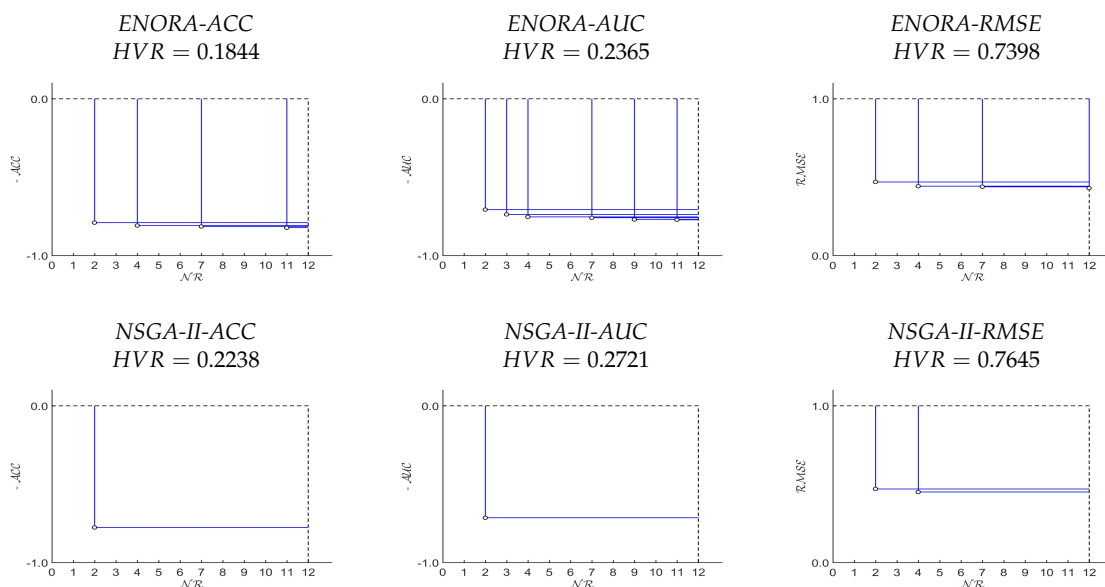 ENORA-ACC
HVR = 0.1844
0.0
- ACC
-1.0
0 1 2 3 4 5 6 7 8 9 10 11 12
NR
ENORA-AUC
HVR = 0.2365
0.0
- AUC
-1.0
0 1 2 3 4 5 6 7 8 9 10 11 12
NR
ENORA-RMSE
HVR = 0.7398
1.0
RMSE
0.0
0 1 2 3 4 5 6 7 8 9 10 11 12
NR
NSGA-II-ACC
HVR = 0.2238
0.0
- ACC
-1.0
0 1 2 3 4 5 6 7 8 9 10 11 12
NR
NSGA-II-AUC
HVR = 0.2721
0.0
- AUC
-1.0
0 1 2 3 4 5 6 7 8 9 10 11 12
NR
NSGA-II-RMSE
HVR = 0.7645
1.0
RMSE
0.0
0 1 2 3 4 5 6 7 8 9 10 11 12
NR